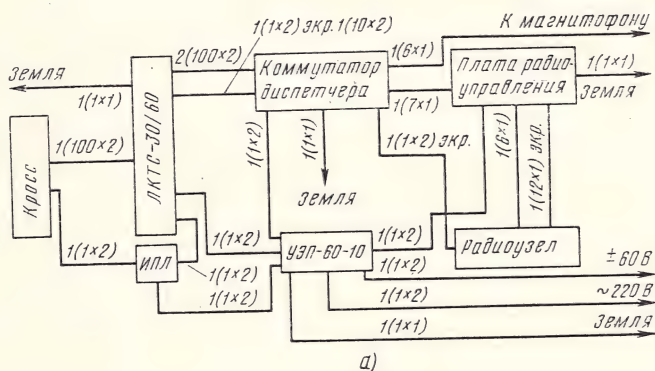 1(1×2) экр. 1(10×2)
К магнитофону
2(100×2)
1(6×1)
Земля
Коммутатор
диспетчера
Плата радио-
управления
1(1×1)
Земля
1(1×1)
1(7×1)
1(100×2)
ЛКТС-30/60
1(1×2)
1(1×1)
1(1×2) экр.
1(6×1)
1(12×1) экр.
Кросс
Земля
1(1×2)
ИПЛ
1(1×2)
1(1×2)
УЭП-60-10
1(1×2)
Радиоузел
1(1×2)
±60 В
1(1×2)
1(1×2)
~220 В
1(1×1)
Земля
а)